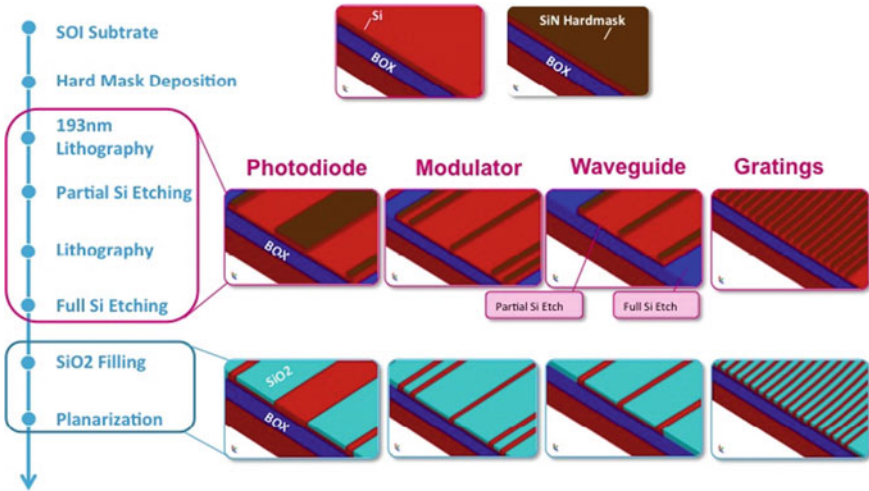 SOI Subtrate
Hard Mask Deposition
193nm
Lithography
Partial Si Etching
Lithography
Full Si Etching
SiO2 Filling
Planarization
Si
BOX
SiN Hardmask
BOX
Photodiode
Modulator
Waveguide
Gratings
BOX
Partial Si Etch
Full Si Etch
SiO2
BOX